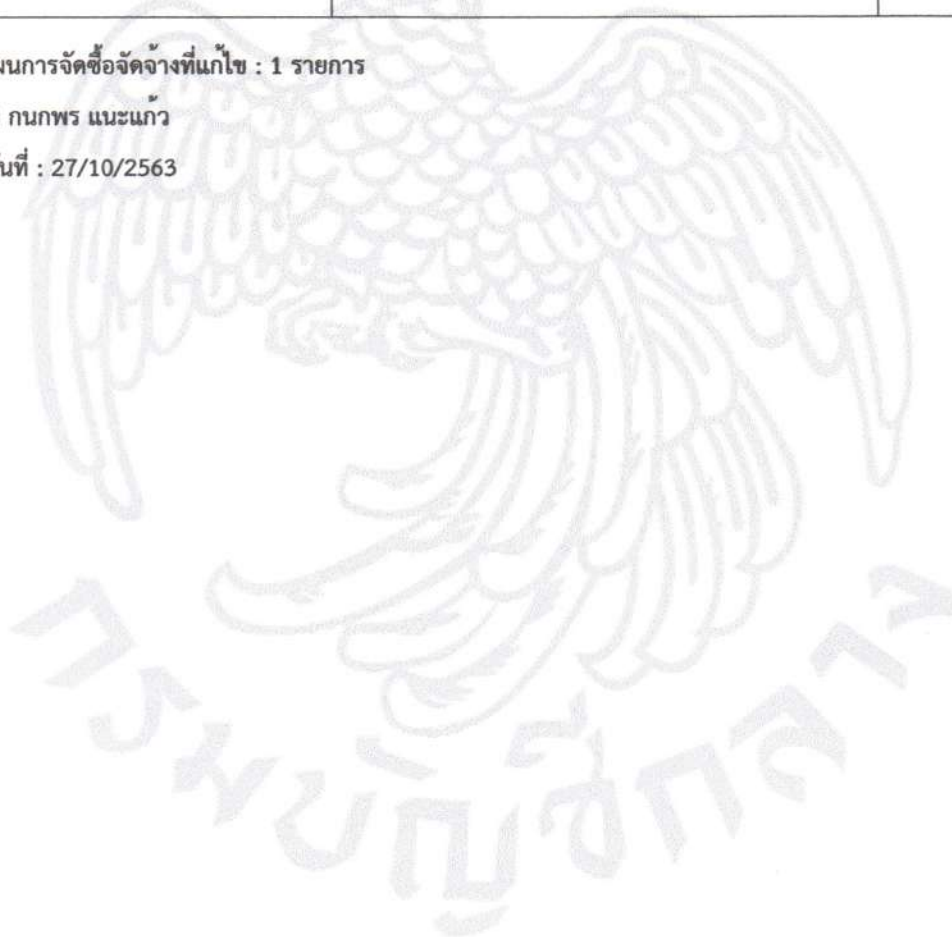 ผนการจัดซื้อจัดจ้างที่แก้ไข : 1 รายการ
กนกพร แนะแก้ว
นที่ : 27/10/2563
กรมบัญชีกลาง